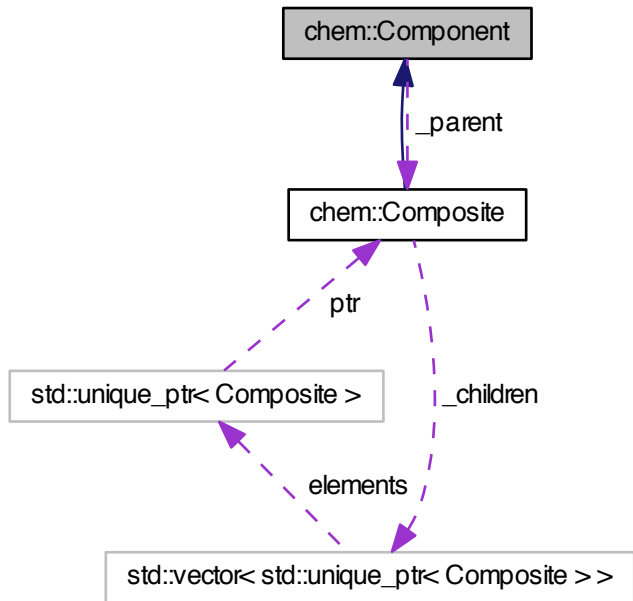 chem::Component
_parent
chem::Composite
ptr
std::unique_ptr< Composite >
_children
elements
std::vector< std::unique_ptr< Composite > >